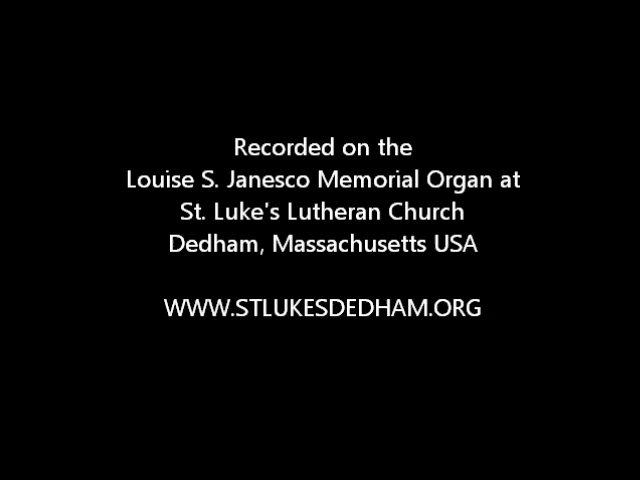 Recorded on the
Louise S. Janesco Memorial Organ at
St. Luke's Lutheran Church
Dedham, Massachusetts USA
WWW.STLUKESDEDHAM.ORG